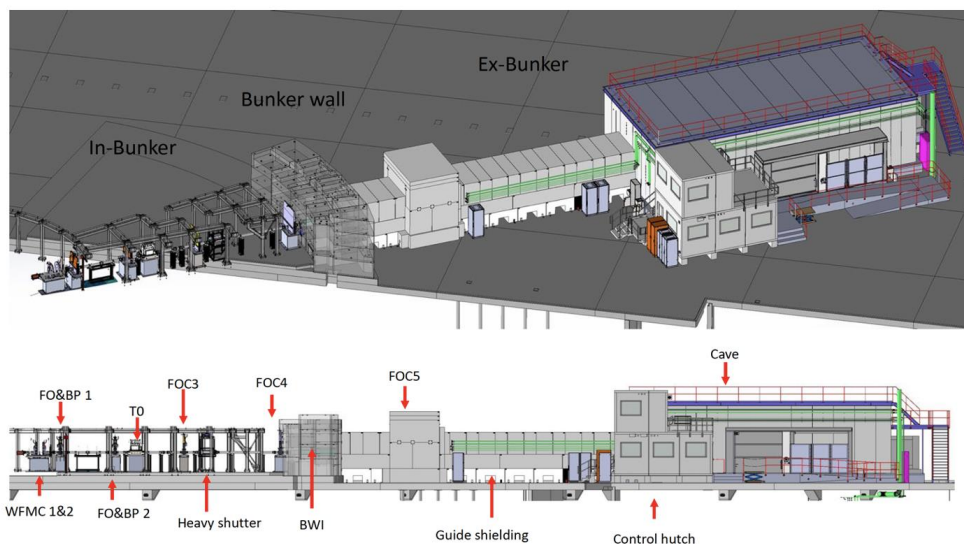 Ex-Bunker
Bunker wall
In-Bunker
Cave
FOC5
FOC3
FOC4
FO&BP 1
T0
WFMC 1&2
FO&BP 2
Heavy shutter
BWI
Guide shielding
Control hutch